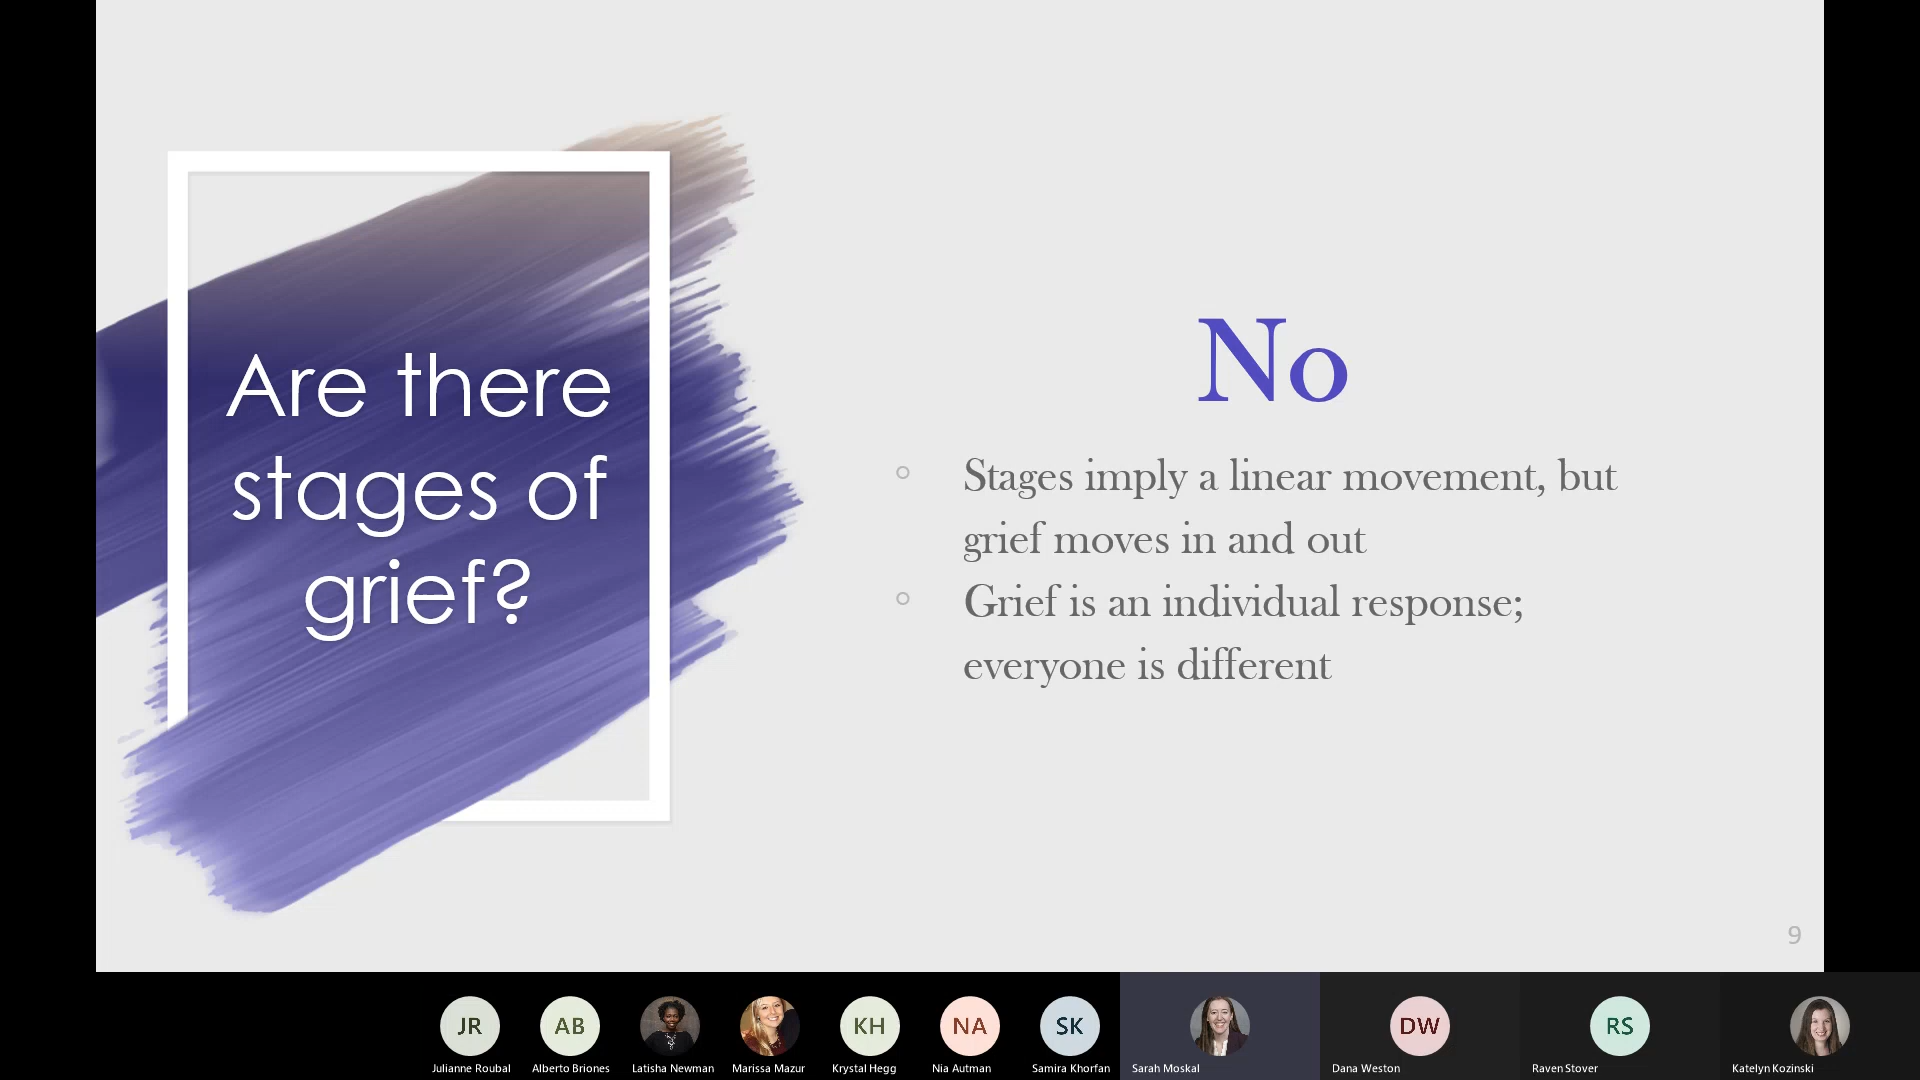 Are there
stages of
grief?
No
Stages imply a linear movement, but
grief moves in and out
Grief is an individual response;
everyone is different
9
JR
AB
KH
NA
SK
DW
RS
Julianne Roubal
Alberto Briones
Latisha Newman
Marissa Mazur
Krystal Hegg
Nia Autman
Samira Khorfan
Sarah Moskal
Dana Weston
Raven Stover
Katelyn Kozinski